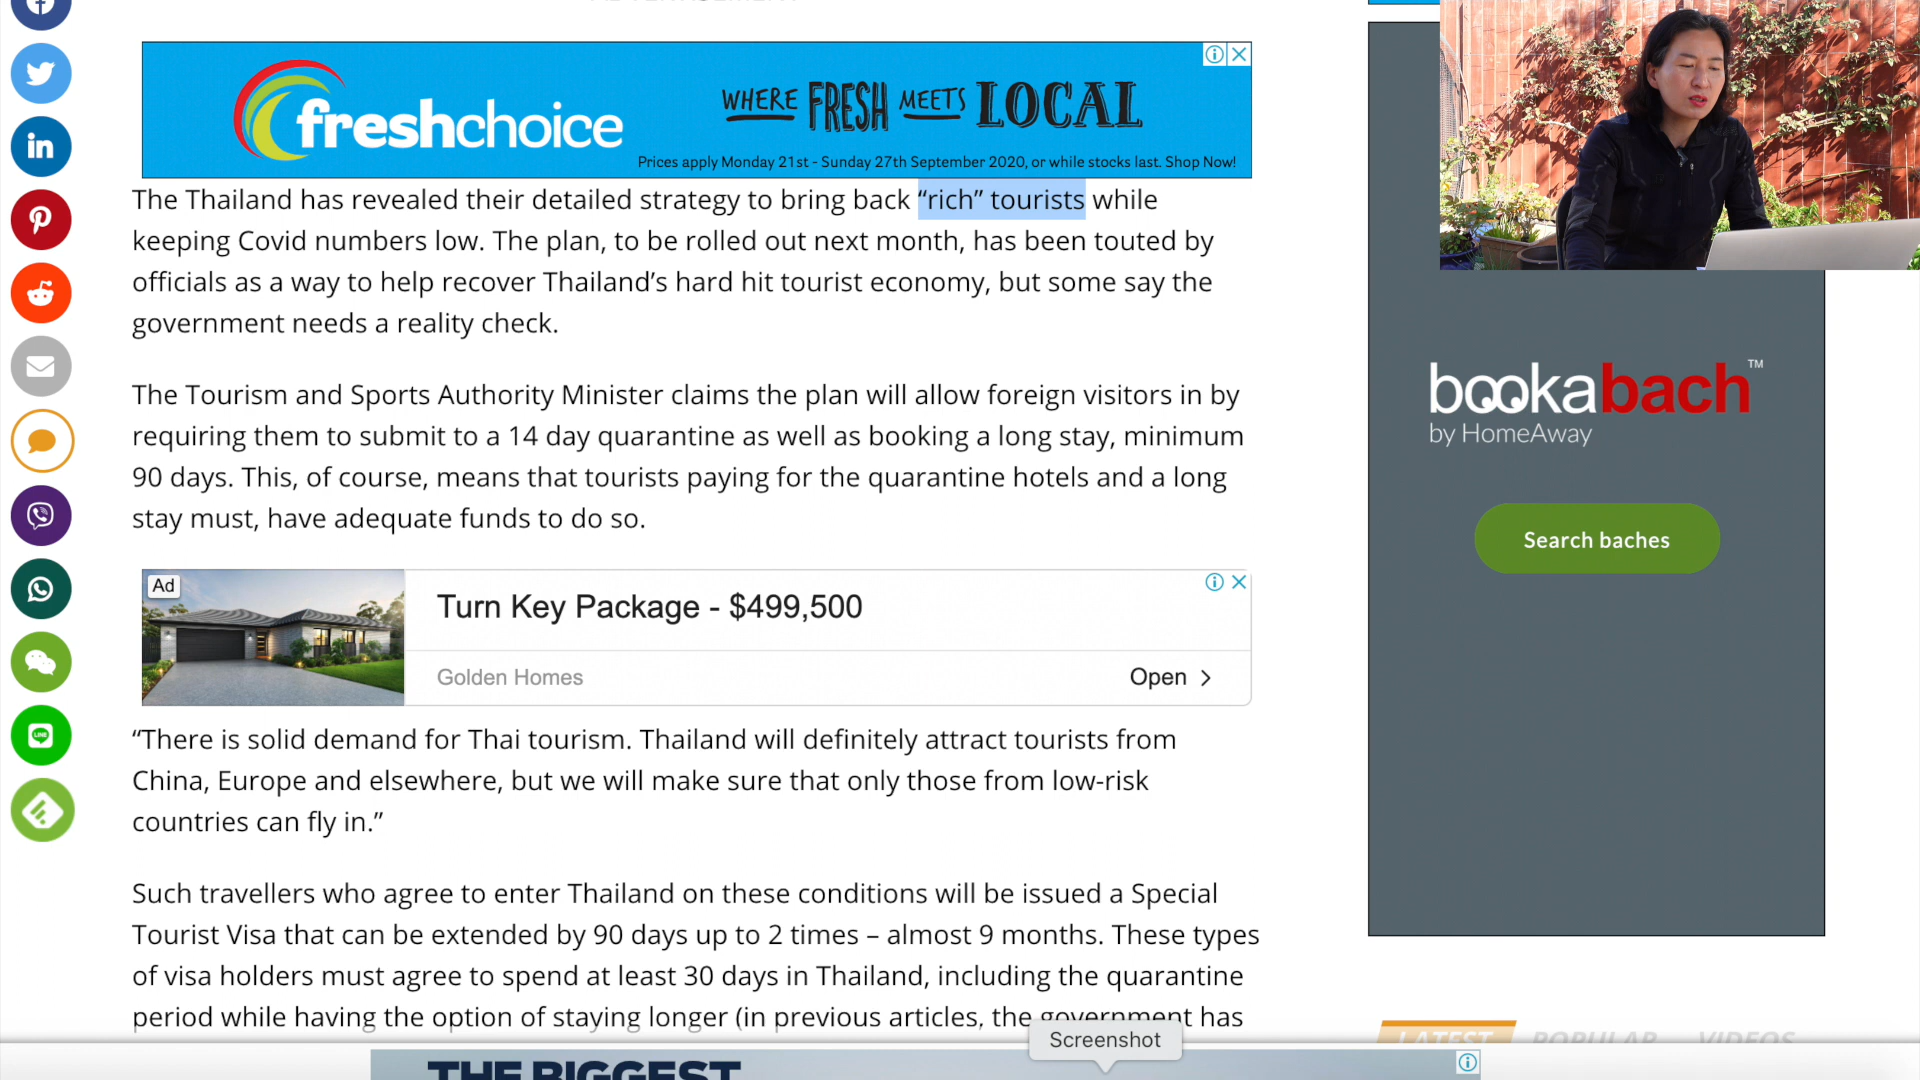 freshchoice
WHERE FRESH MEETS LOCAL
Prices apply Monday 21st - Sunday 27th September 2020, or while stocks last. Shop Now!
The Thailand has revealed their detailed strategy to bring back “rich” tourists while
keeping Covid numbers low. The plan, to be rolled out next month, has been touted by
officials as a way to help recover Thailand’s hard hit tourist economy, but some say the
government needs a reality check.
The Tourism and Sports Authority Minister claims the plan will allow foreign visitors in by
requiring them to submit to a 14 day quarantine as well as booking a long stay, minimum
90 days. This, of course, means that tourists paying for the quarantine hotels and a long
stay must, have adequate funds to do so.
Ad
Turn Key Package - $499,500
Golden Homes
Open
“There is solid demand for Thai tourism. Thailand will definitely attract tourists from
China, Europe and elsewhere, but we will make sure that only those from low-risk
countries can fly in.”
Such travellers who agree to enter Thailand on these conditions will be issued a Special
Tourist Visa that can be extended by 90 days up to 2 times – almost 9 months. These types
of visa holders must agree to spend at least 30 days in Thailand, including the quarantine
period while having the option of staying longer (in previous articles, the government has
Screenshot
THE BIGGEST
in
LINE
bookabach TM
by HomeAway
Search baches
LATEST POPULAR VIDEOS